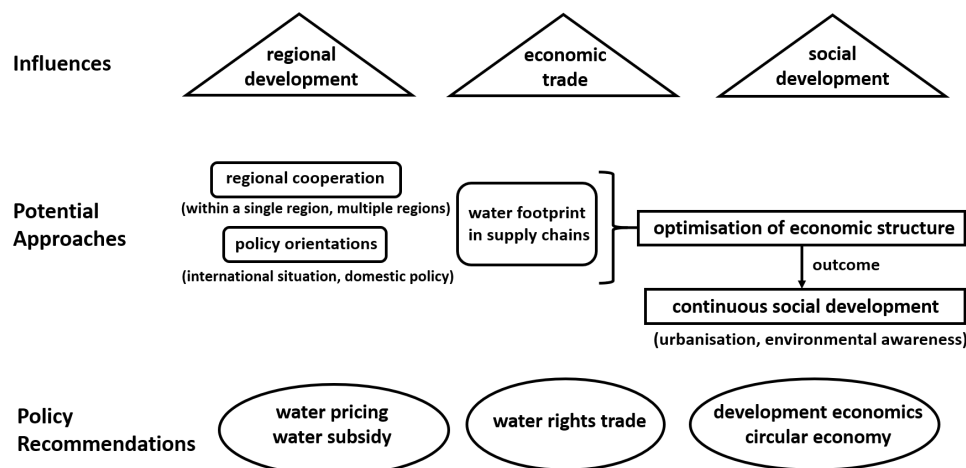 Influences
regional
development
economic
trade
social
development
Potential
Approaches
regional cooperation
(within a single region, multiple regions)
policy orientations
(international situation, domestic policy)
water footprint
in supply chains
optimisation of economic structure
outcome
continuous social development
(urbanisation, environmental awareness)
Policy
Recommendations
water pricing
water subsidy
water rights trade
development economics
circular economy